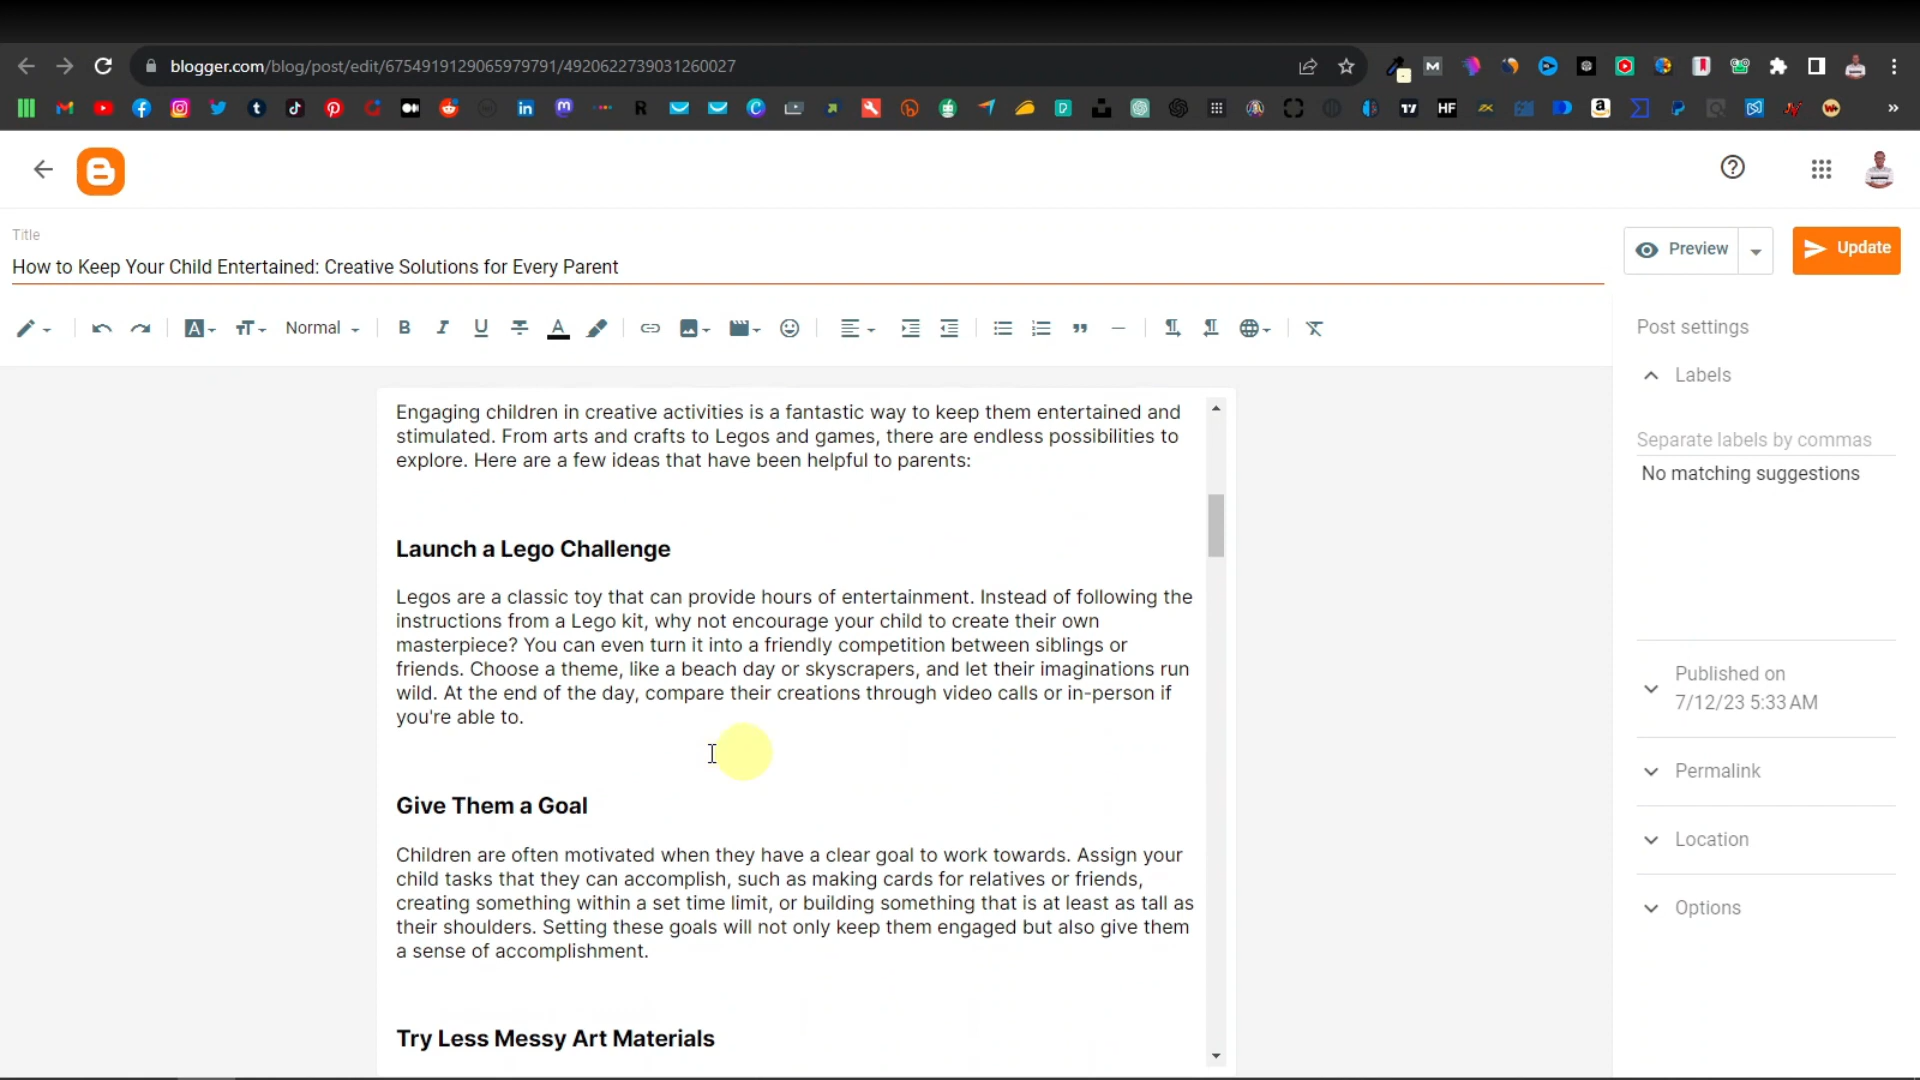 blogger.com/blog/post/edit/6754919129065979791/4920622739031260027
Title
How to Keep Your Child Entertained: Creative Solutions for Every Parent
Preview
Update
Normal
Post settings
Labels
Separate labels by commas
No matching suggestions
Engaging children in creative activities is a fantastic way to keep them entertained and
stimulated. From arts and crafts to Legos and games, there are endless possibilities to
explore. Here are a few ideas that have been helpful to parents:
Launch a Lego Challenge
Legos are a classic toy that can provide hours of entertainment. Instead of following the
instructions from a Lego kit, why not encourage your child to create their own
masterpiece? You can even turn it into a friendly competition between siblings or
friends. Choose a theme, like a beach day or skyscrapers, and let their imaginations run
wild. At the end of the day, compare their creations through video calls or in-person if
you're able to.
Give Them a Goal
Children are often motivated when they have a clear goal to work towards. Assign your
child tasks that they can accomplish, such as making cards for relatives or friends,
creating something within a set time limit, or building something that is at least as tall as
their shoulders. Setting these goals will not only keep them engaged but also give them
a sense of accomplishment.
Try Less Messy Art Materials
Published on
7/12/23 5:33 AM
Permalink
Location
Options